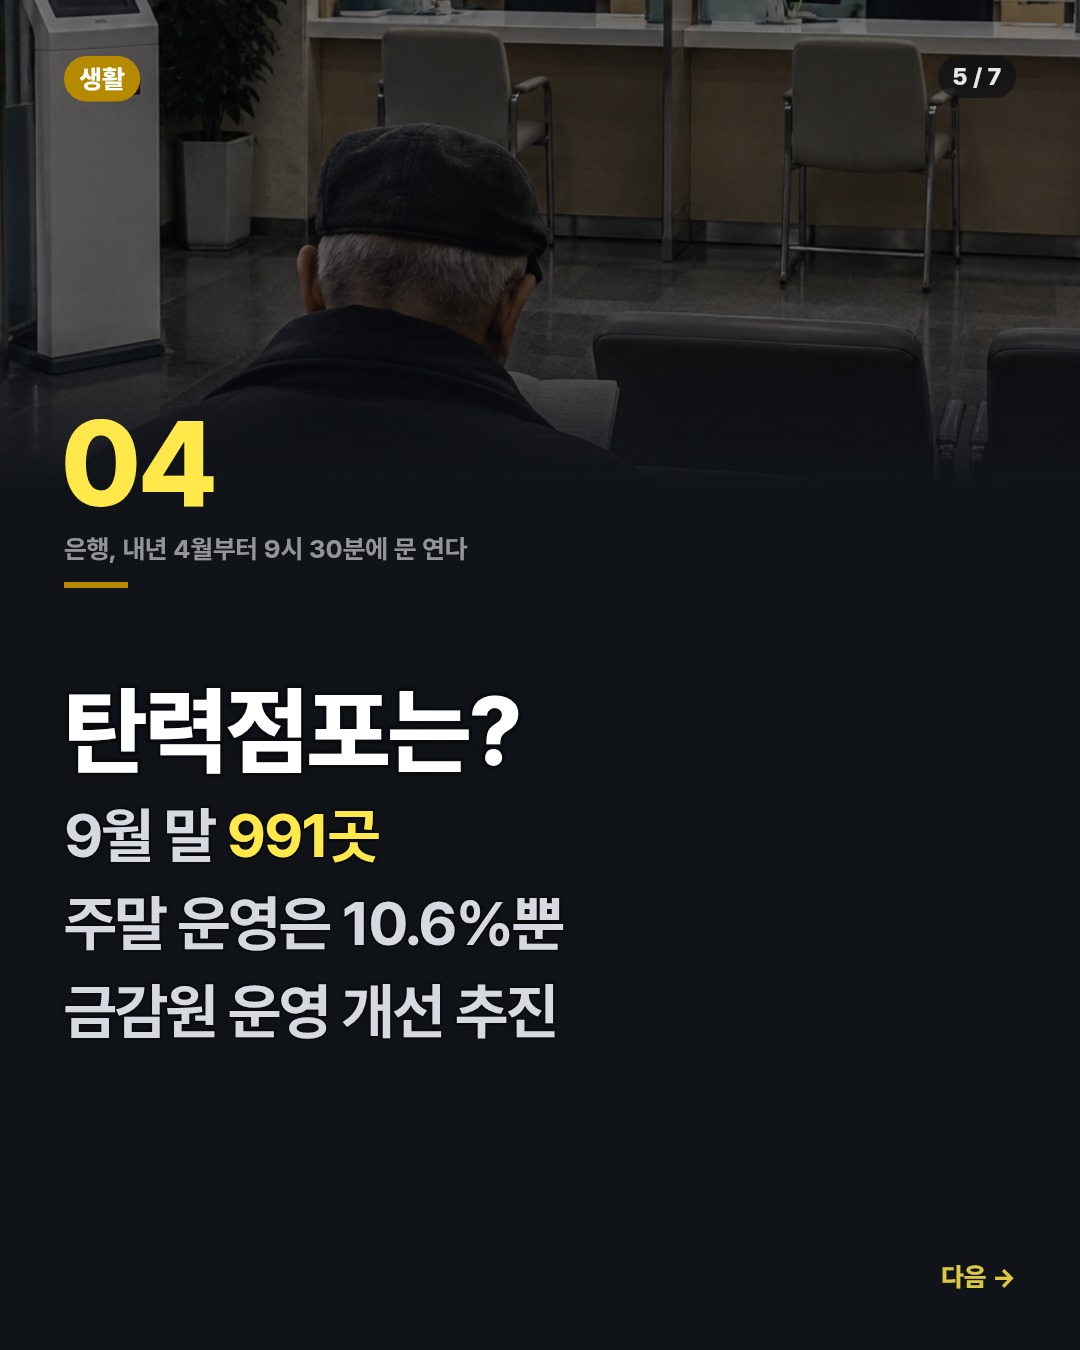 생활
5 / 7
04
은행, 내년 4월부터 9시 30분에 문 연다
탄력점포는?
9월 말 991곳
주말 운영은 10.6%뿐
금감원 운영 개선 추진
다음 →